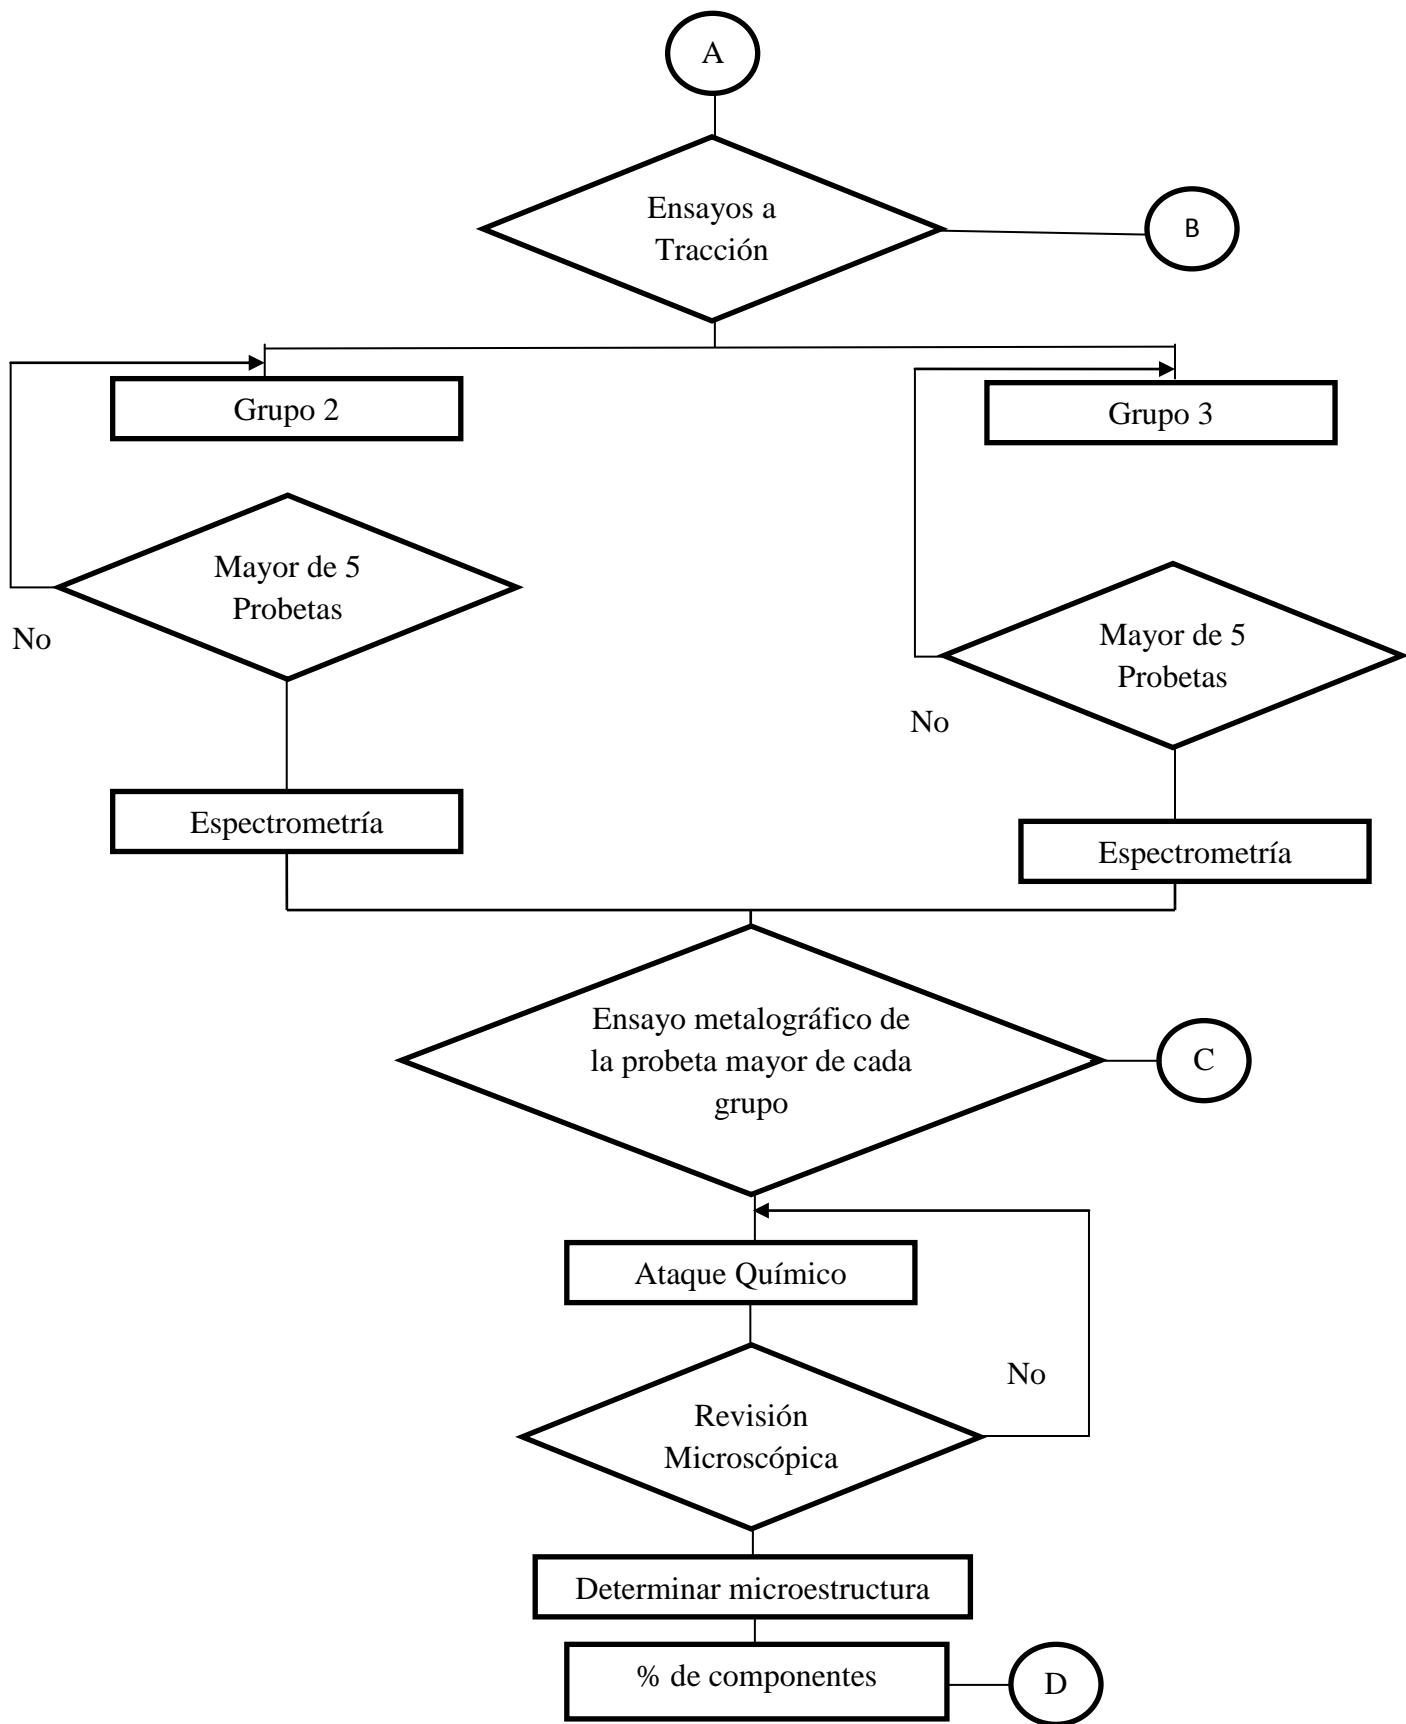 A
Ensayos a
Tracción
B
Grupo 2
Grupo 3
Mayor de 5
Probetas
No
Mayor de 5
Probetas
No
Espectrometría
Espectrometría
Ensayo metalográfico de
la probeta mayor de cada
grupo
C
Ataque Químico
No
Revisión
Microscópica
Determinar microestructura
% de componentes
D